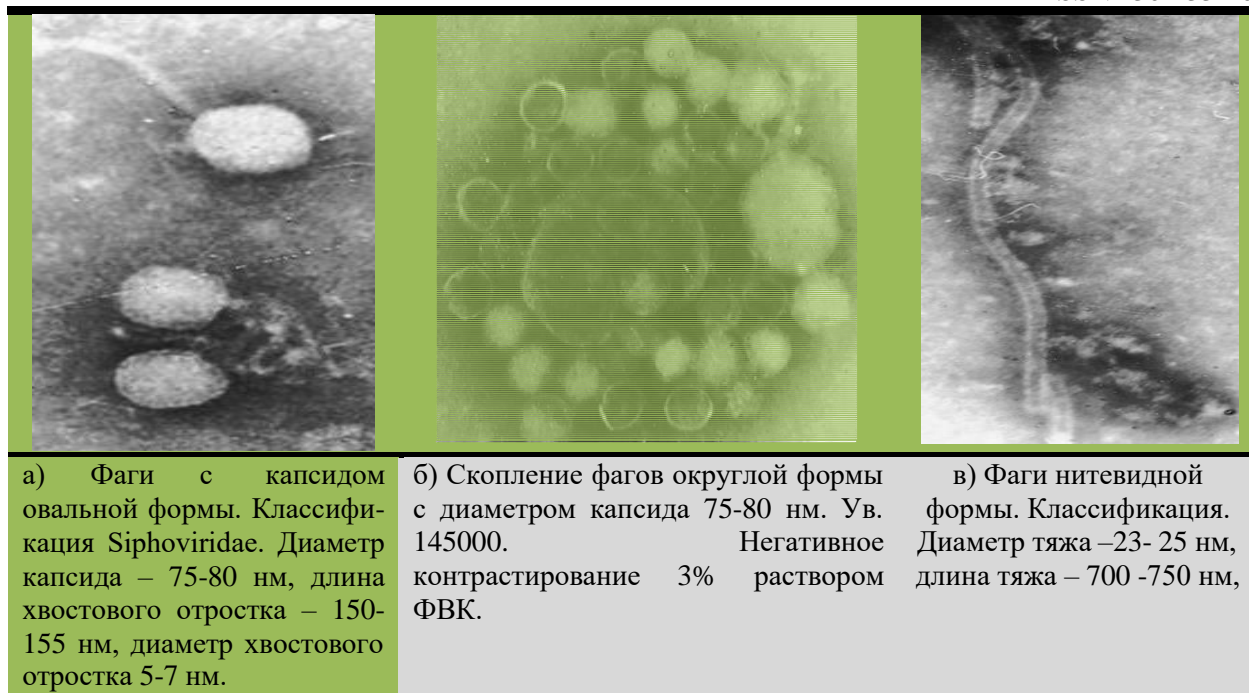 а) Фаги с капсидом
овальной формы. Классифи-
кация Siphoviridae. Диаметр
капсида – 75-80 нм, длина
хвостового отростка – 150-
155 нм, диаметр хвостового
отростка 5-7 нм.
б) Скопление фагов округлой формы
с диаметром капсида 75-80 нм. Ув.
145000. Негативное
контрастирование 3% раствором
ФВК.
в) Фаги нитевидной
формы. Классификация.
Диаметр тяжа –23- 25 нм,
длина тяжа – 700 -750 нм,